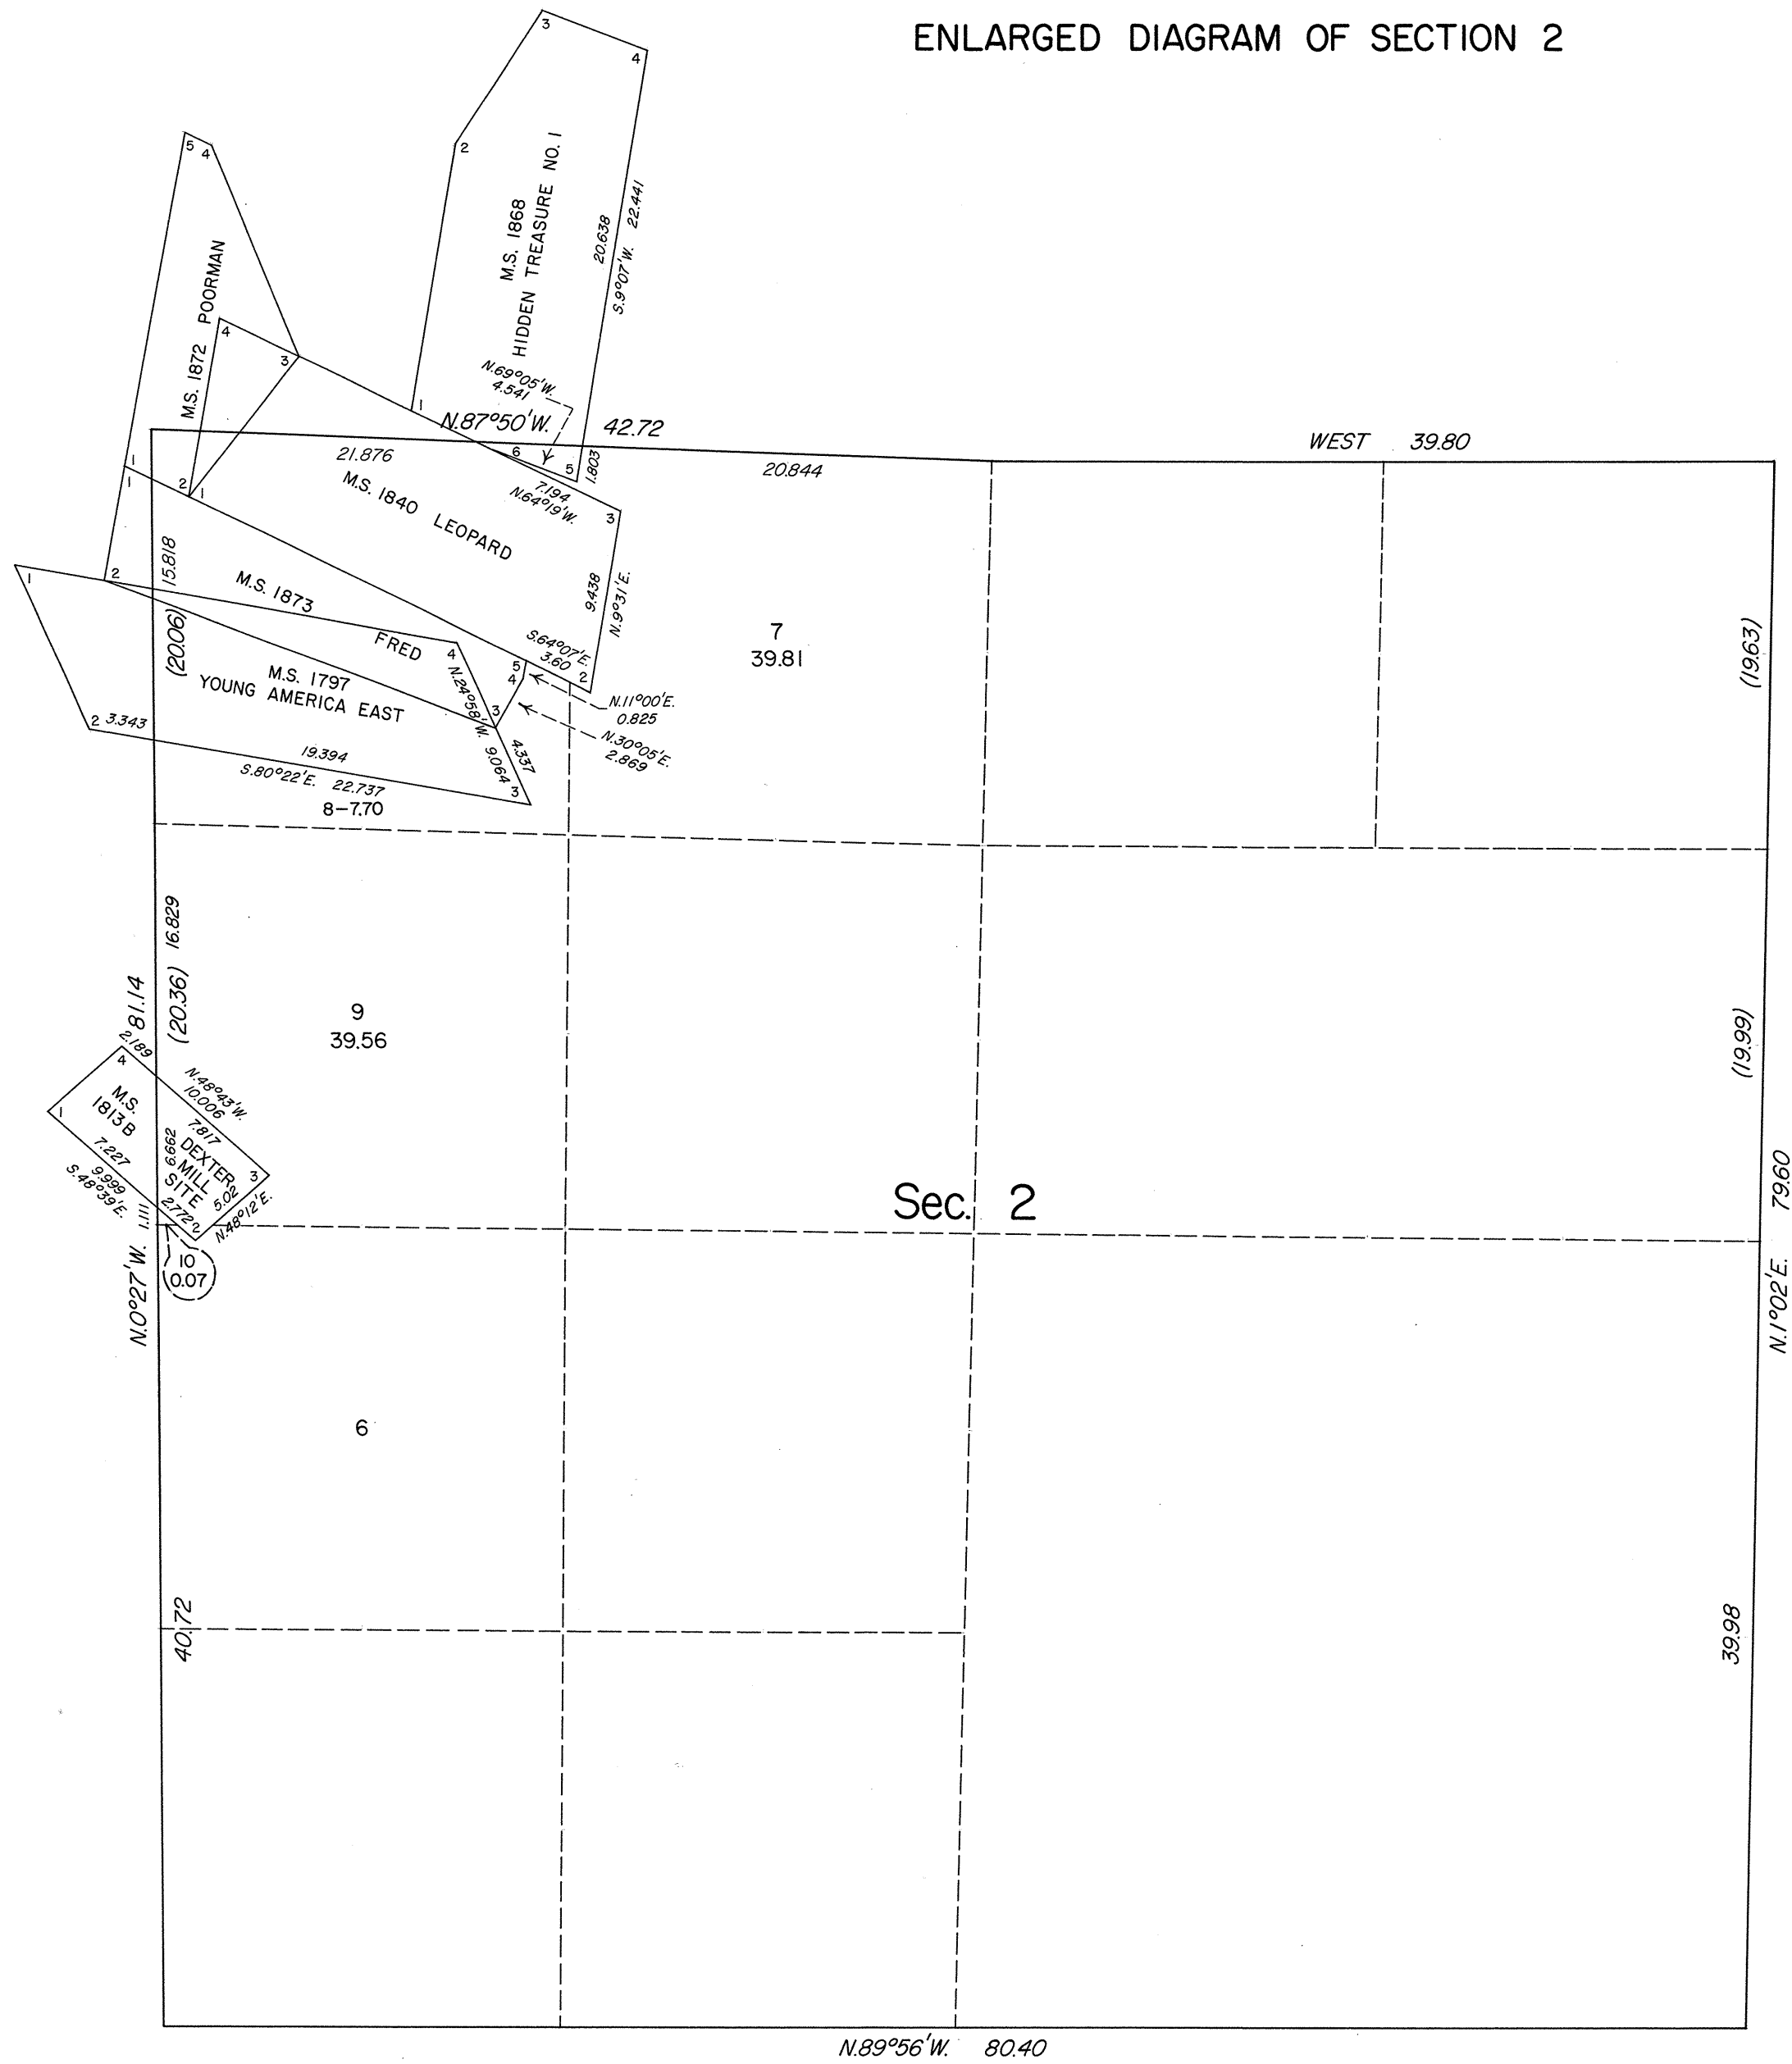 ENLARGED DIAGRAM OF SECTION 2
3
4
2
5
4
M.S. 1868
HIDDEN TREASURE NO. 1
20.638
S.9°07'W. 22.441
M.S. 1872 POORMAN
4
3
1
N.69°05'W.
4.541
N.87°50'W. 42.72
WEST 39.80
21.876
6
5
1.803
20.844
1
1
2
1
M.S. 1840 LEOPARD
7.194
N.64°19'W.
3
15.818
(20.06)
1
2
M.S. 1873
FRED
9.438
N.9°31'E.
S.64°07'E.
3.60
4
5
4
2
7
39.81
(19.63)
M.S. 1797
YOUNG AMERICA EAST
N.24°58'W. 9.064
N.11°00'E.
0.825
3
4.337
N.30°05'E.
2.869
2 3.343
19.394
S.80°22'E. 22.737
3
8-7.70
16.829
(20.36)
81.14
9
39.56
(19.99)
2.189
4
N.48°43'W.
10.006
7.817
1
M.S.
1813B
6.662
DEXTER
MILL
SITE
3
7.227
9.999
S.48°39'E.
5.02
N.48°12'E.
2.772
2
1.111
10
0.07
Sec. 2
N.0°27'W.
79.60
N.1°02'E.
6
40.72
39.98
N.89°56'W. 80.40